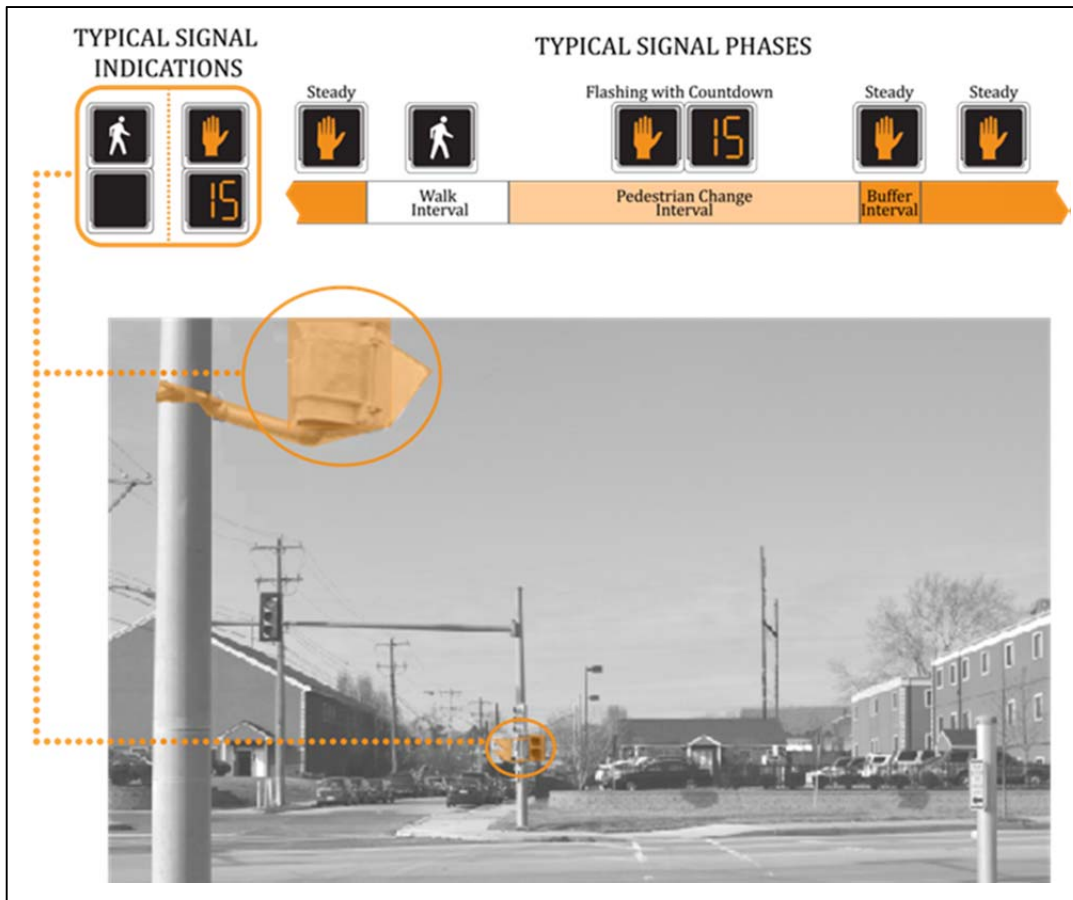 TYPICAL SIGNAL
INDICATIONS
15
TYPICAL SIGNAL PHASES
Steady
Flashing with Countdown
Steady
Steady
15
Walk
Interval
Pedestrian Change
Interval
Buffer
Interval